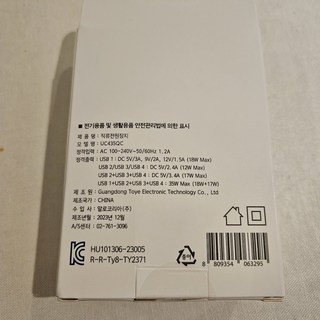 ■ 전기용품 및 생활용품 안전관리법에 의한 표시
제 품 명 : 직류전원장치
모 델 명 : UC435QC
정격입력 : AC 100-240V~50/60Hz, 1.2A
정격출력 : USB 1 : DC 5V/3A, 9V/2A, 12V/1.5A (18W Max)
USB 2/USB 3/USB 4 : DC 5V/2.4A (12W Max)
USB 2+USB 3+USB 4 : DC 5V/3.4A (17W Max)
USB 1+USB 2+USB 3+USB 4 : 35W Max (18W+17W)
제 조 원 : Guangdong Toye Electronic Technology Co., Ltd
제조국가 : CHINA
수 입 사 : 말로코리아(주)
제조년월 : 2023년 12월
A/S센터 : 02-761-3096
HU101306-23005
R-R-Ty8-TY2371
종이
8 809354 063295